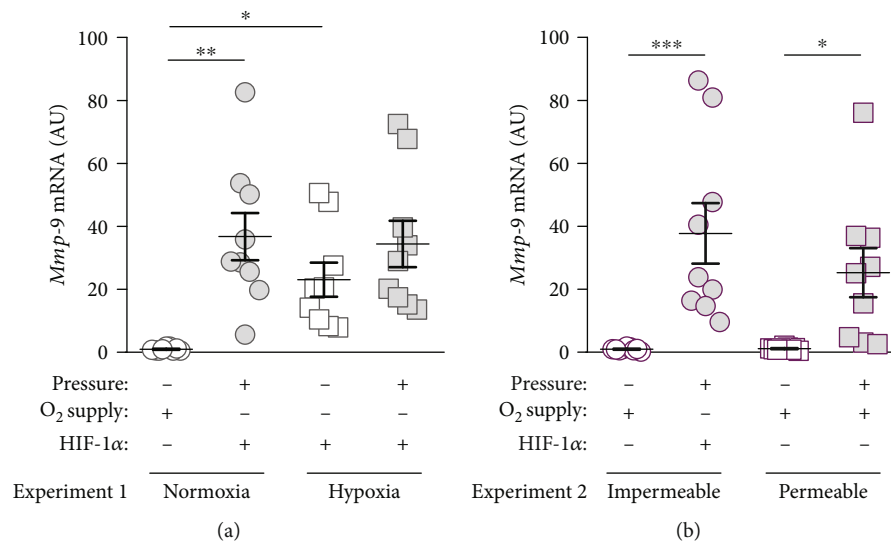 *
**
100
80
60
40
20
0
Mmp-9 mRNA (AU)
Pressure: – + – +
O2 supply: + – – –
HIF-1α: – + + +
Experiment 1 Normoxia Hypoxia
(a)
*** *
100
80
60
40
20
0
Mmp-9 mRNA (AU)
Pressure: – + – +
O2 supply: + – + +
HIF-1α: – + – –
Experiment 2 Impermeable Permeable
(b)